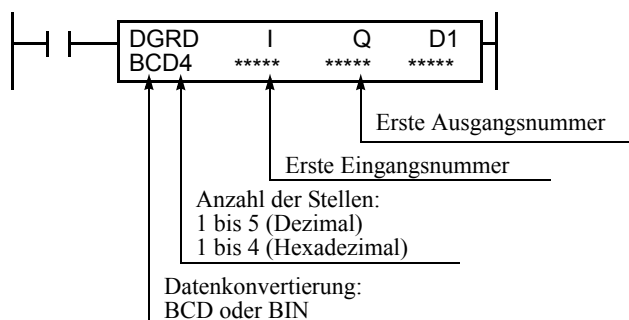 DGRD I Q D1
BCD4 ***** ***** *****
Erste Ausgangsnummer
Erste Eingangsnummer
Anzahl der Stellen:
1 bis 5 (Dezimal)
1 bis 4 (Hexadezimal)
Datenkonvertierung:
BCD oder BIN